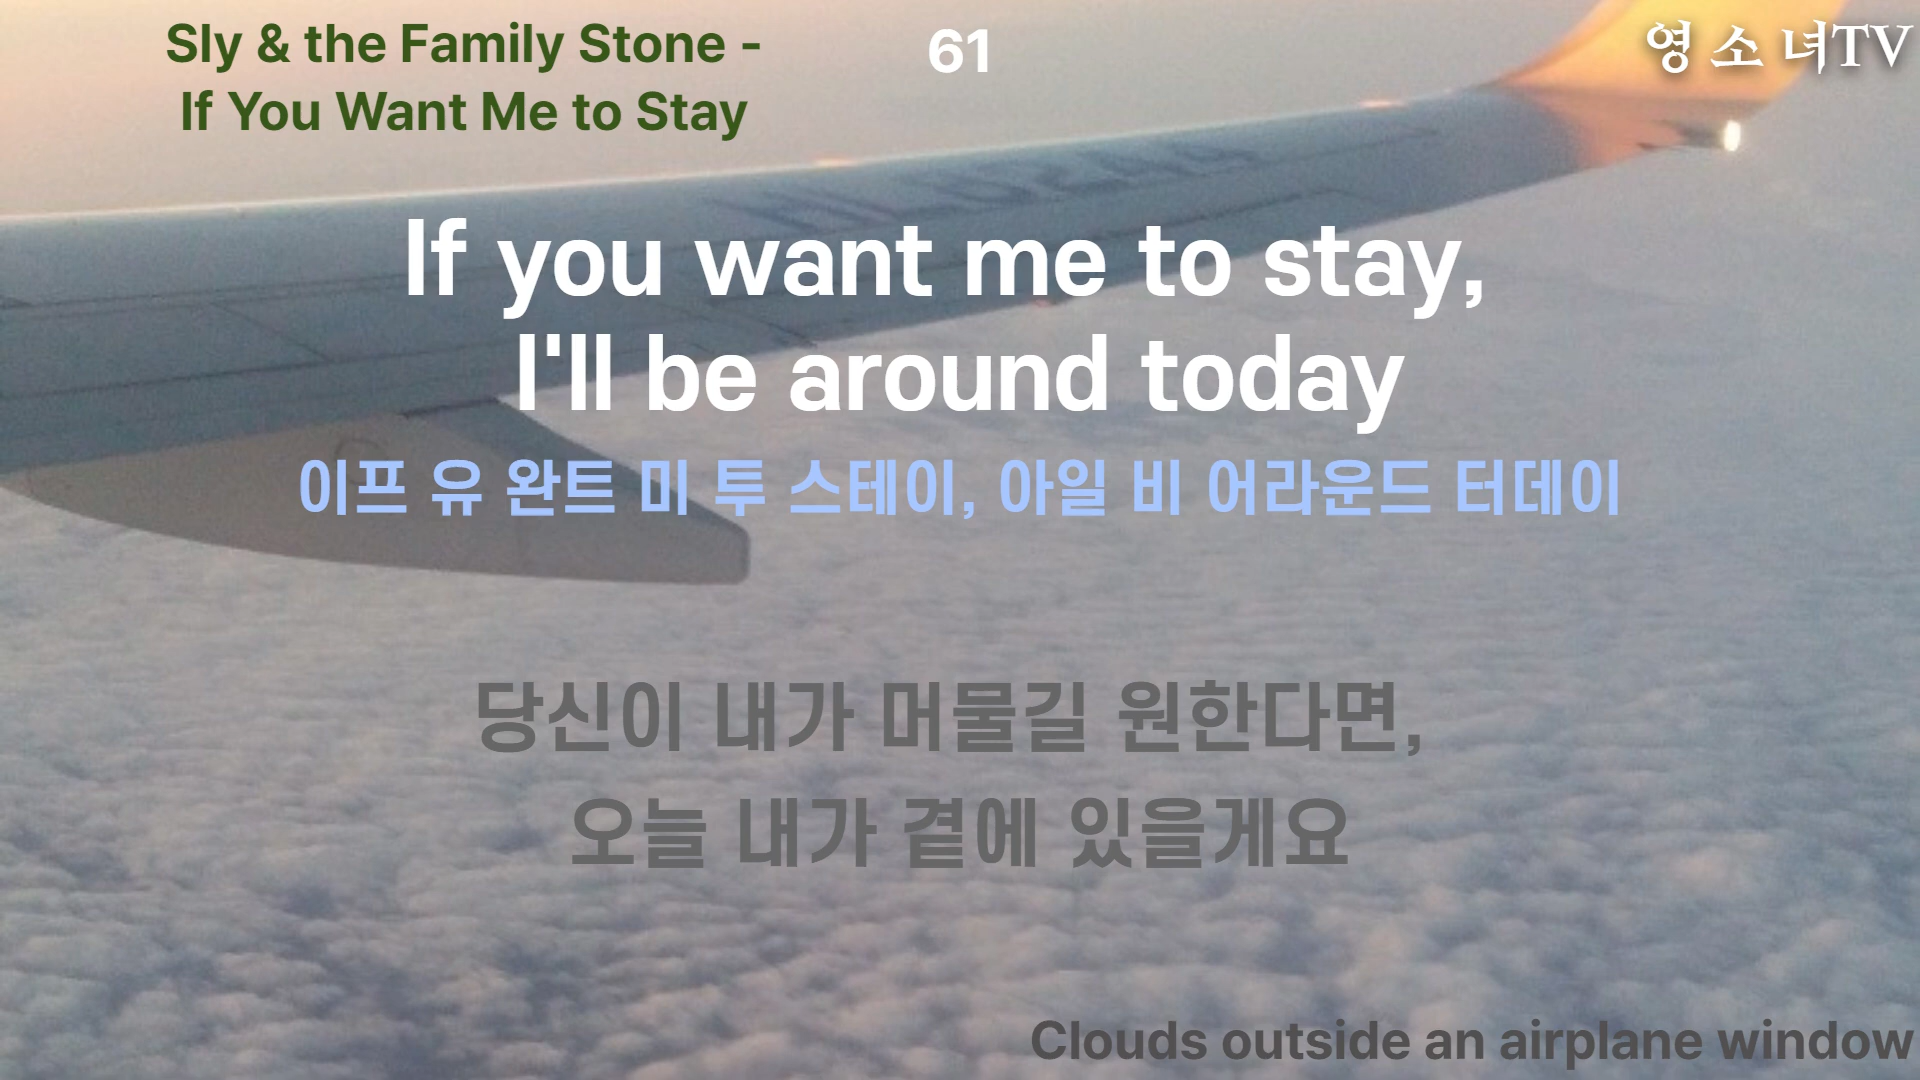 Sly & the Family Stone -
If You Want Me to Stay
61
영 소 녀TV
If you want me to stay,
I'll be around today
이프 유 완트 미 투 스테이, 아일 비 어라운드 터데이
당신이 내가 머물길 원한다면,
오늘 내가 곁에 있을게요
Clouds outside an airplane window